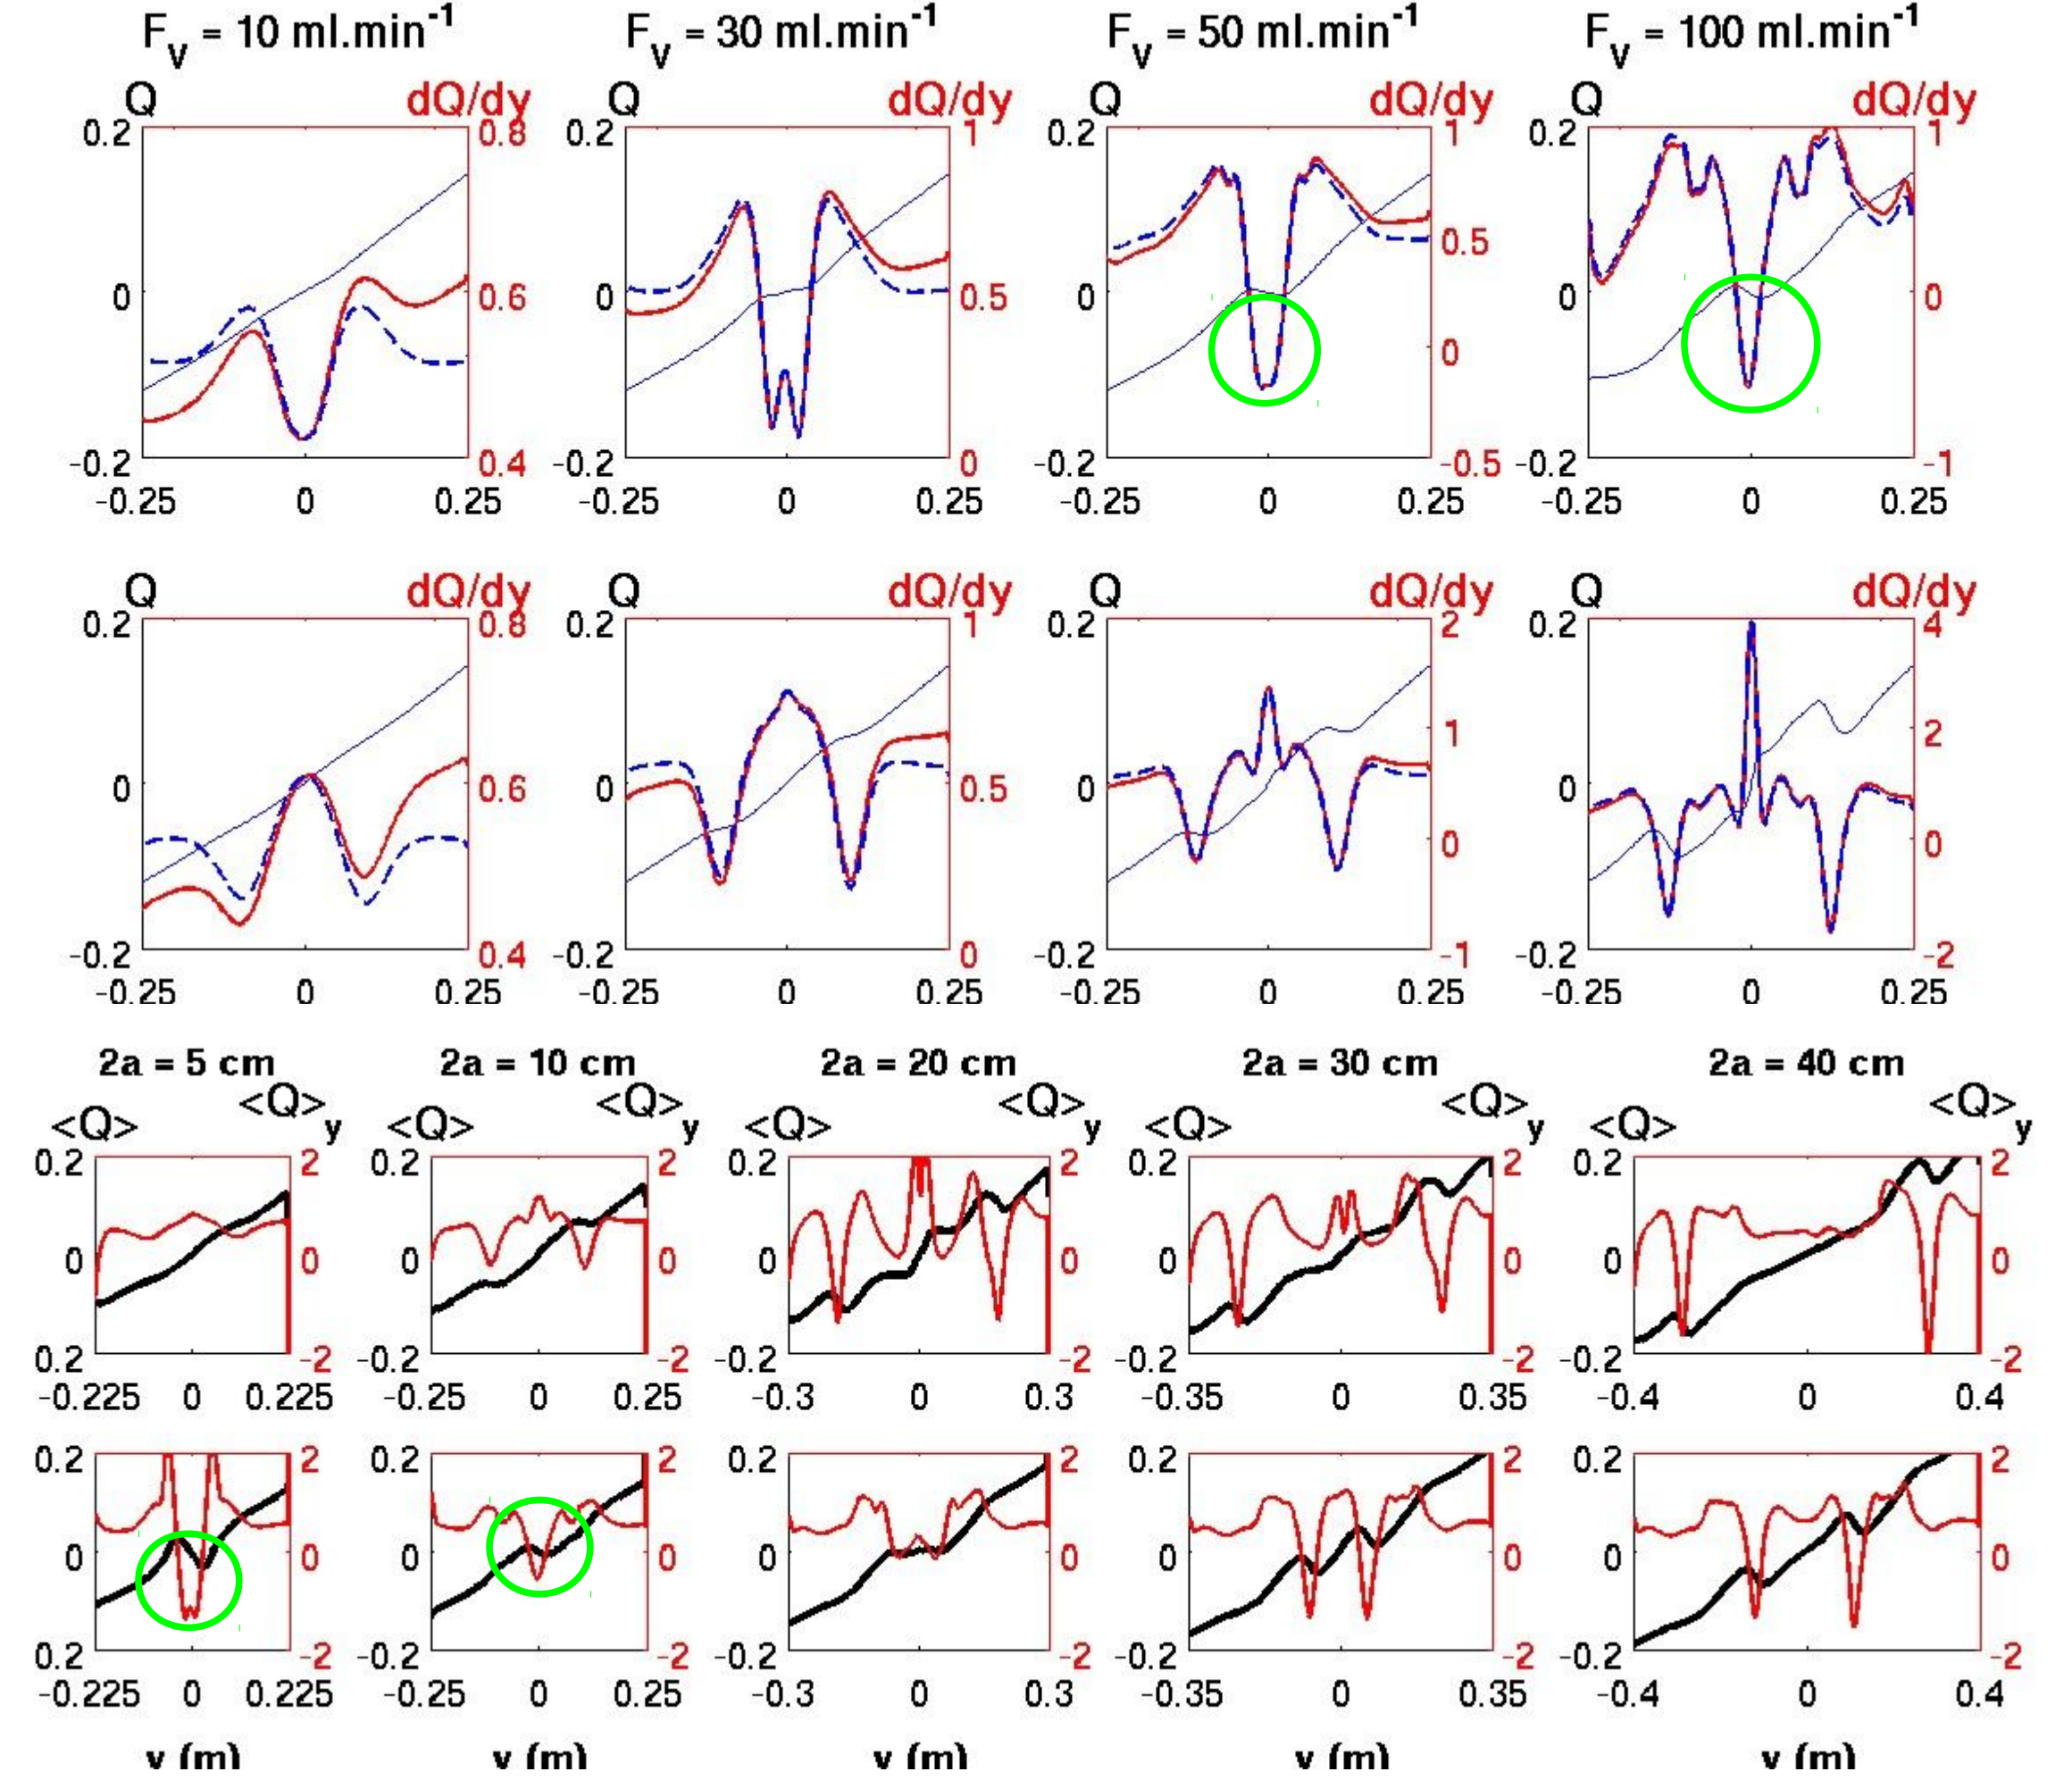 F_v = 10 ml.min^-1 F_v = 30 ml.min^-1 F_v = 50 ml.min^-1 F_v = 100 ml.min^-1
Q dQ/dy Q dQ/dy Q dQ/dy Q dQ/dy
0.2 0.8 0.2 1 0.2 1 0.2 1
0.5
0 0.6 0 0.5 0 0 0
0
-0.2 0.4 -0.2 0 -0.2 -0.5 -0.2 -1
-0.25 0 0.25 -0.25 0 0.25 -0.25 0 0.25 -0.25 0 0.25
Q dQ/dy Q dQ/dy Q dQ/dy Q dQ/dy
0.2 0.8 0.2 1 0.2 2 0.2 4
1 2
0 0.6 0 0.5 0 0
0 0
-0.2 0.4 -0.2 0 -0.2 -1 -0.2 -2
-0.25 0 0.25 -0.25 0 0.25 -0.25 0 0.25 -0.25 0 0.25
2a = 5 cm 2a = 10 cm 2a = 20 cm 2a = 30 cm 2a = 40 cm
<Q> <Q>_y <Q> <Q>_y <Q> <Q>_y <Q> <Q>_y <Q> <Q>_y
0.2 2 0.2 2 0.2 2 0.2 2 0.2 2
0 0 0 0 0 0 0 0 0 0
0.2 -2 -0.2 -2 -0.2 -2 -0.2 -2 -0.2 -2
-0.225 0 0.225 -0.25 0 0.25 -0.3 0 0.3 -0.35 0 0.35 -0.4 0 0.4
0.2 2 0.2 2 0.2 2 0.2 2 0.2 2
0 0 0 0 0 0 0 0 0 0
0.2 -2 -0.2 -2 -0.2 -2 -0.2 -2 -0.2 -2
-0.225 0 0.225 -0.25 0 0.25 -0.3 0 0.3 -0.35 0 0.35 -0.4 0 0.4
y (m) y (m) y (m) y (m) y (m)